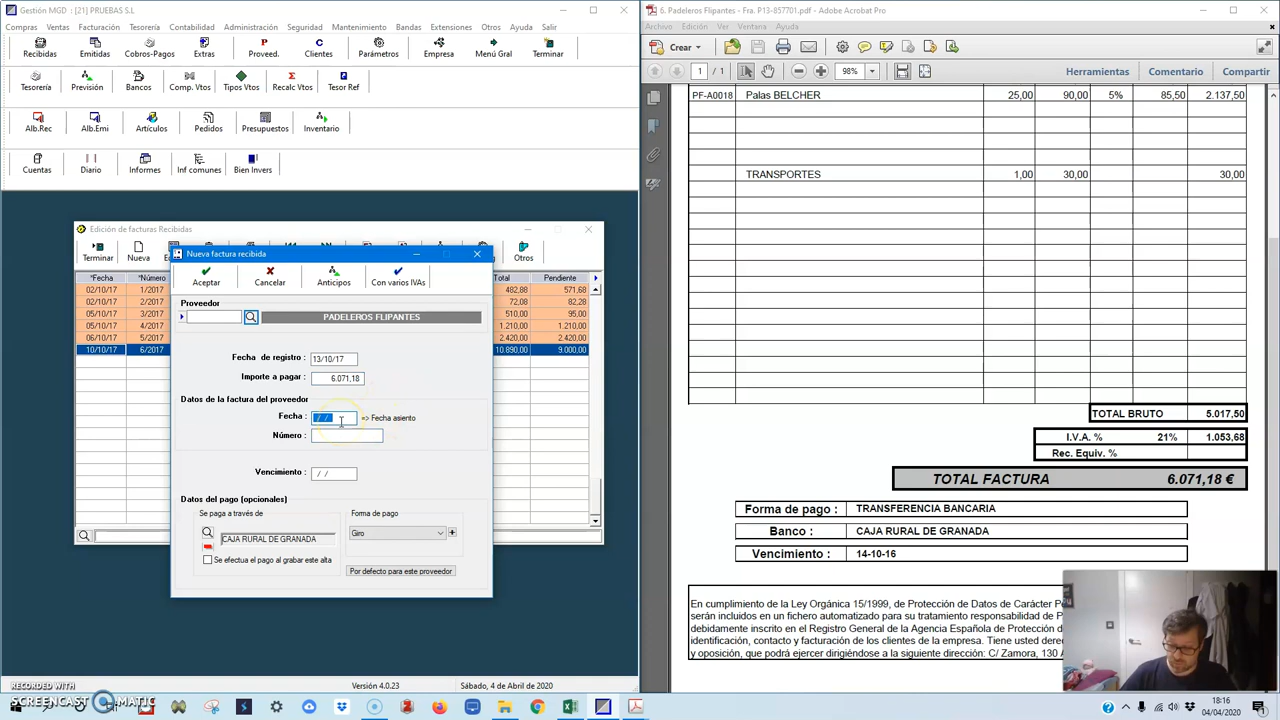 Gestión MGD : [21] PRUEBAS S.L
Compras Ventas Facturación Tesorería Contabilidad Impuestos Administración Seguridad Mantenimiento Bandas Extensiones Otros Ayuda Salir
Recibidas Emitidas Cobros-Pagos Extras Proveed. Clientes Parámetros Empresa Menú Gral Terminar
Tesorería Previsión Bancos Comp. Vtos Tipos Vtos Recalc Vtos Tesor Ref
Alb.Rec Alb.Emi Artículos Pedidos Presupuestos Inventario
Cuentas Diario Informes Inf comunes Bien Invers
Edición de facturas Recibidas
Terminar Nueva Otros
*Fecha *Número Total Pendiente
02/10/17 1/2017 482,88 571,68
02/10/17 2/2017 72,08 82,28
05/10/17 3/2017 510,00 95,00
05/10/17 4/2017 1.210,00 1.210,00
06/10/17 5/2017 2.420,00 2.420,00
10/10/17 6/2017 10.890,00 9.000,00
Nueva factura recibida
Aceptar Cancelar Anticipos Con varios IVAs
Proveedor
PADELEROS FLIPANTES
Fecha de registro : 13/10/17
Importe a pagar : 6.071,18
Datos de la factura del proveedor
Fecha : / / => Fecha asiento
Número :
Vencimiento : / /
Datos del pago (opcionales)
Se paga a través de
CAJA RURAL DE GRANADA
Se efectua el pago al grabar este alta
Forma de pago
Giro
Por defecto para este proveedor
Versión 4.0.23
Sábado, 4 de Abril de 2020
RECORDED WITH
SCREENCAST MATIC
6. Padeleros Flipantes - Fra. P13-857701.pdf - Adobe Acrobat Pro
Archivo Edición Ver Ventana Ayuda
Crear
1 / 1 98% Herramientas Comentario Compartir
PF-A0018 Palas BELCHER 25,00 90,00 5% 85,50 2.137,50
TRANSPORTES 1,00 30,00 30,00
TOTAL BRUTO 5.017,50
I.V.A. % 21% 1.053,68
Rec. Equiv. %
TOTAL FACTURA 6.071,18 €
Forma de pago : TRANSFERENCIA BANCARIA
Banco : CAJA RURAL DE GRANADA
Vencimiento : 14-10-16
En cumplimiento de la Ley Orgánica 15/1999, de Protección de Datos de Carácter
serán incluidos en un fichero automatizado para su tratamiento responsabilidad de
debidamente inscrito en el Registro General de la Agencia Española de Protección
identificación, contacto y facturación de los clientes de la empresa. Tiene usted
y oposición, que podrá ejercer dirigiéndose a la siguiente dirección: C/ Zamora, 130
18:16
04/04/2020